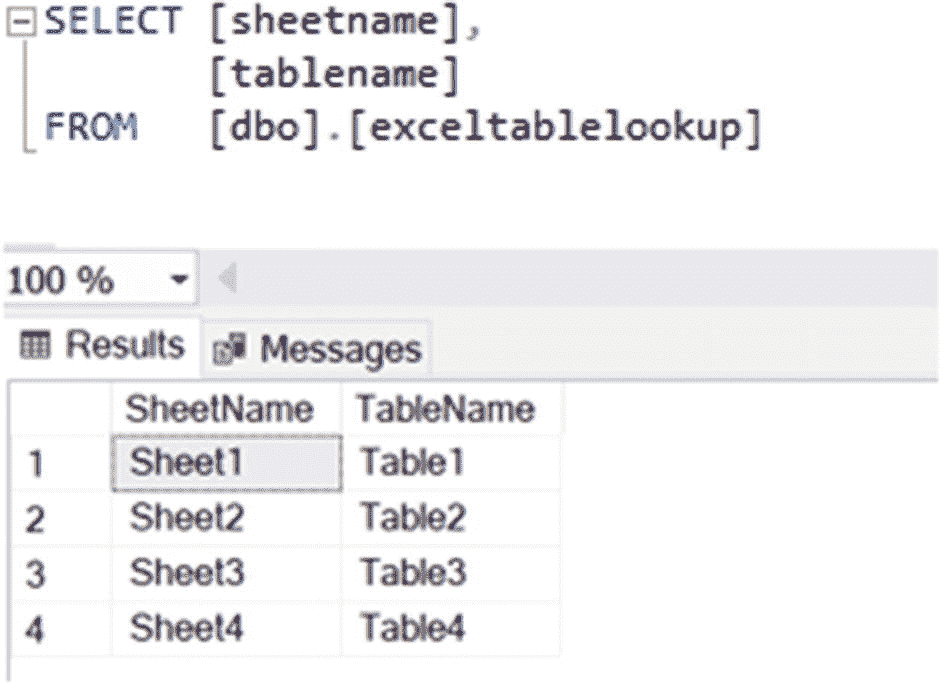 SELECT [sheetname],
[tablename]
FROM [dbo].[exceltablelookup]
100 %
Results Messages
SheetName TableName
1 Sheet1 Table1
2 Sheet2 Table2
3 Sheet3 Table3
4 Sheet4 Table4